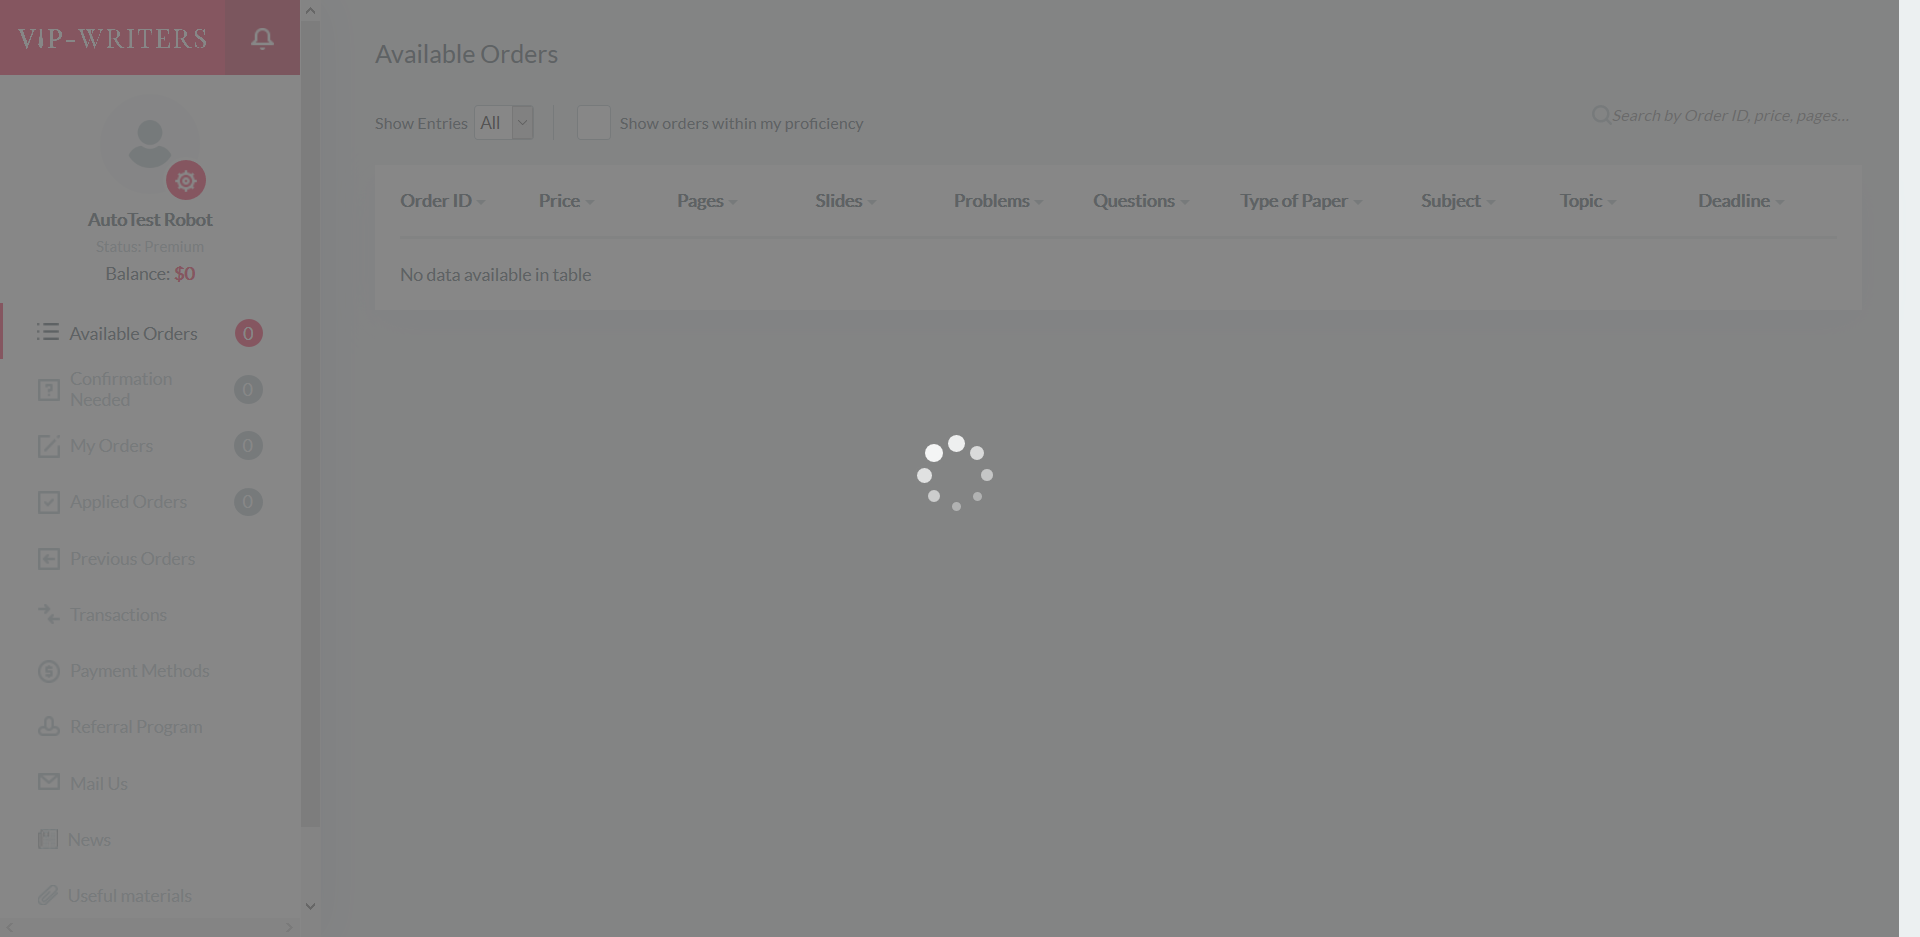 VIP-WRITERS
AutoTest Robot
Status: Premium
Balance: $0
Available Orders 0
Confirmation
Needed 0
My Orders 0
Applied Orders 0
Previous Orders
Transactions
Payment Methods
Referral Program
Mail Us
News
Useful materials
Available Orders
Show Entries All Show orders within my proficiency Search by Order ID, price, pages...
Order ID Price Pages Slides Problems Questions Type of Paper Subject Topic Deadline
No data available in table